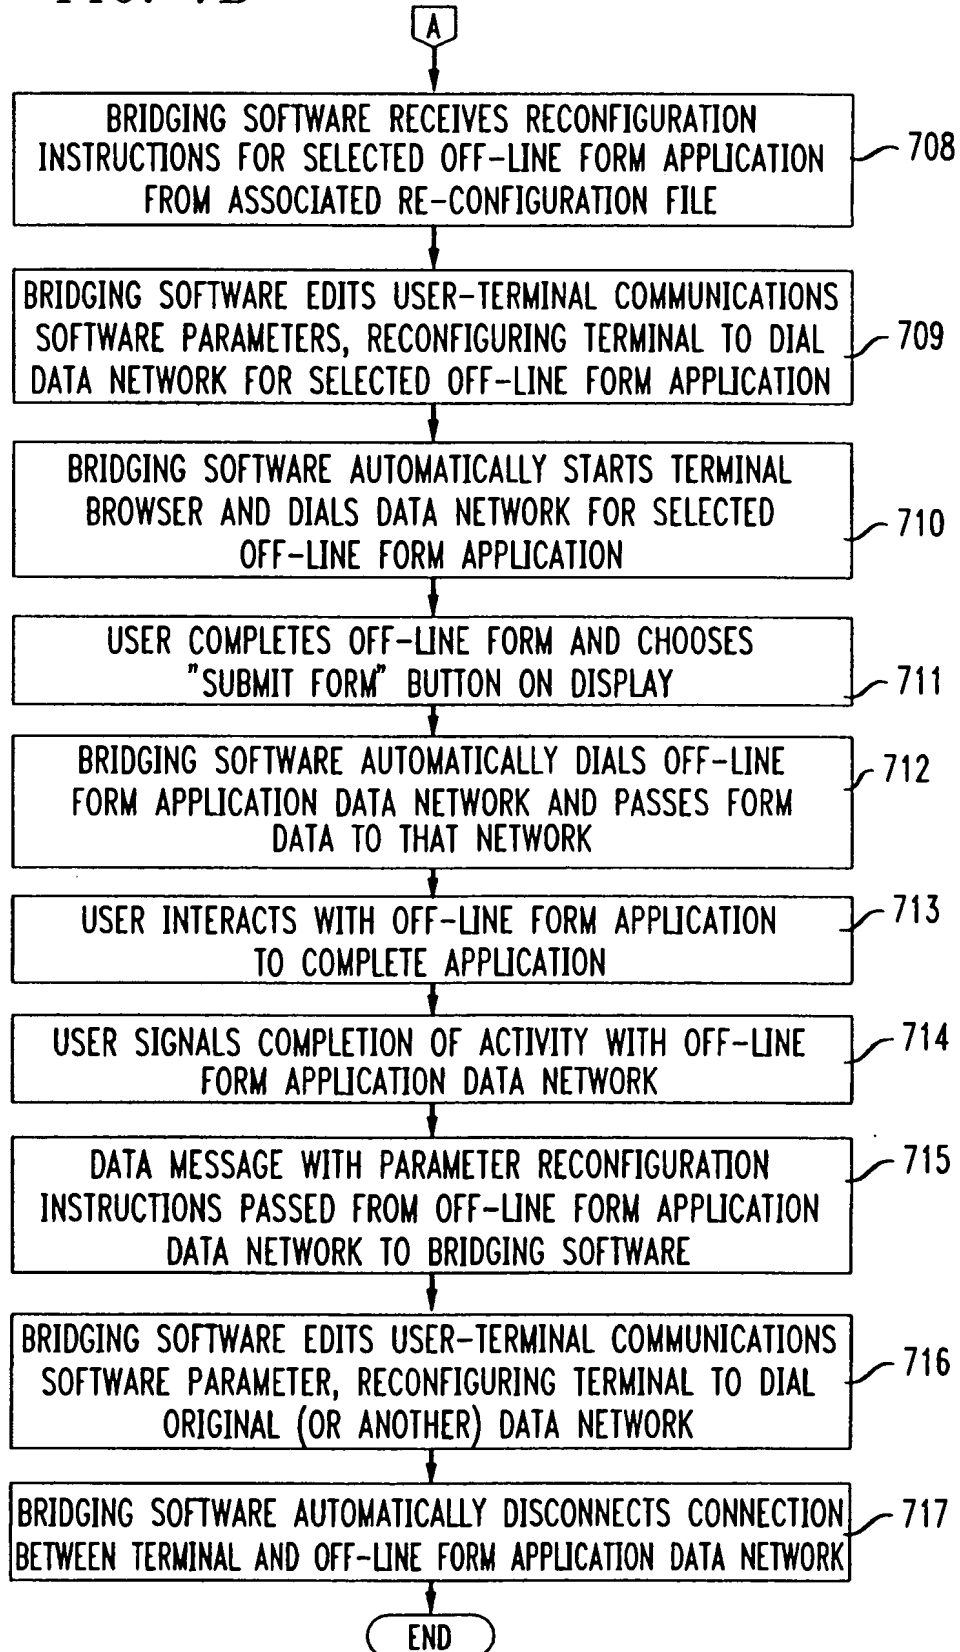 A
BRIDGING SOFTWARE RECEIVES RECONFIGURATION
INSTRUCTIONS FOR SELECTED OFF-LINE FORM APPLICATION
FROM ASSOCIATED RE-CONFIGURATION FILE
708
BRIDGING SOFTWARE EDITS USER-TERMINAL COMMUNICATIONS
SOFTWARE PARAMETERS, RECONFIGURING TERMINAL TO DIAL
DATA NETWORK FOR SELECTED OFF-LINE FORM APPLICATION
709
BRIDGING SOFTWARE AUTOMATICALLY STARTS TERMINAL
BROWSER AND DIALS DATA NETWORK FOR SELECTED
OFF-LINE FORM APPLICATION
710
USER COMPLETES OFF-LINE FORM AND CHOOSES
"SUBMIT FORM" BUTTON ON DISPLAY
711
BRIDGING SOFTWARE AUTOMATICALLY DIALS OFF-LINE
FORM APPLICATION DATA NETWORK AND PASSES FORM
DATA TO THAT NETWORK
712
USER INTERACTS WITH OFF-LINE FORM APPLICATION
TO COMPLETE APPLICATION
713
USER SIGNALS COMPLETION OF ACTIVITY WITH OFF-LINE
FORM APPLICATION DATA NETWORK
714
DATA MESSAGE WITH PARAMETER RECONFIGURATION
INSTRUCTIONS PASSED FROM OFF-LINE FORM APPLICATION
DATA NETWORK TO BRIDGING SOFTWARE
715
BRIDGING SOFTWARE EDITS USER-TERMINAL COMMUNICATIONS
SOFTWARE PARAMETER, RECONFIGURING TERMINAL TO DIAL
ORIGINAL (OR ANOTHER) DATA NETWORK
716
BRIDGING SOFTWARE AUTOMATICALLY DISCONNECTS CONNECTION
BETWEEN TERMINAL AND OFF-LINE FORM APPLICATION DATA NETWORK
717
END